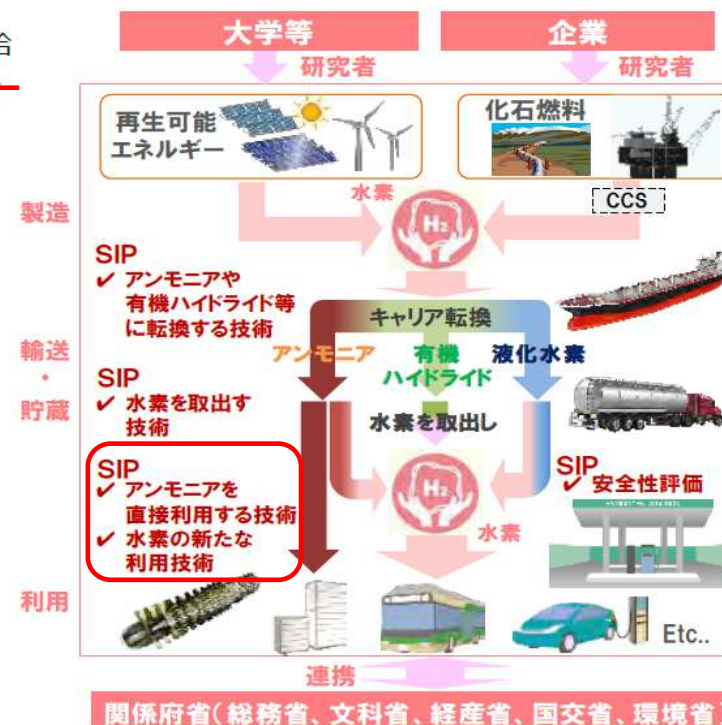 合
大学等
企業
研究者
研究者
再生可能
エネルギー
化石燃料
水素
CCS
製造
H2
SIP
✔ アンモニアや
有機ハイドライド等
に転換する技術
キャリア転換
アンモニア
有機
ハイドライド
液化水素
輸送
・
貯蔵
SIP
✔ 水素を取出す
技術
水素を取出し
SIP
✔ アンモニアを
直接利用する技術
✔ 水素の新たな
利用技術
H2
SIP
✔ 安全性評価
水素
利用
Etc..
連携
関係府省(総務省、文科省、経産省、国交省、環境省